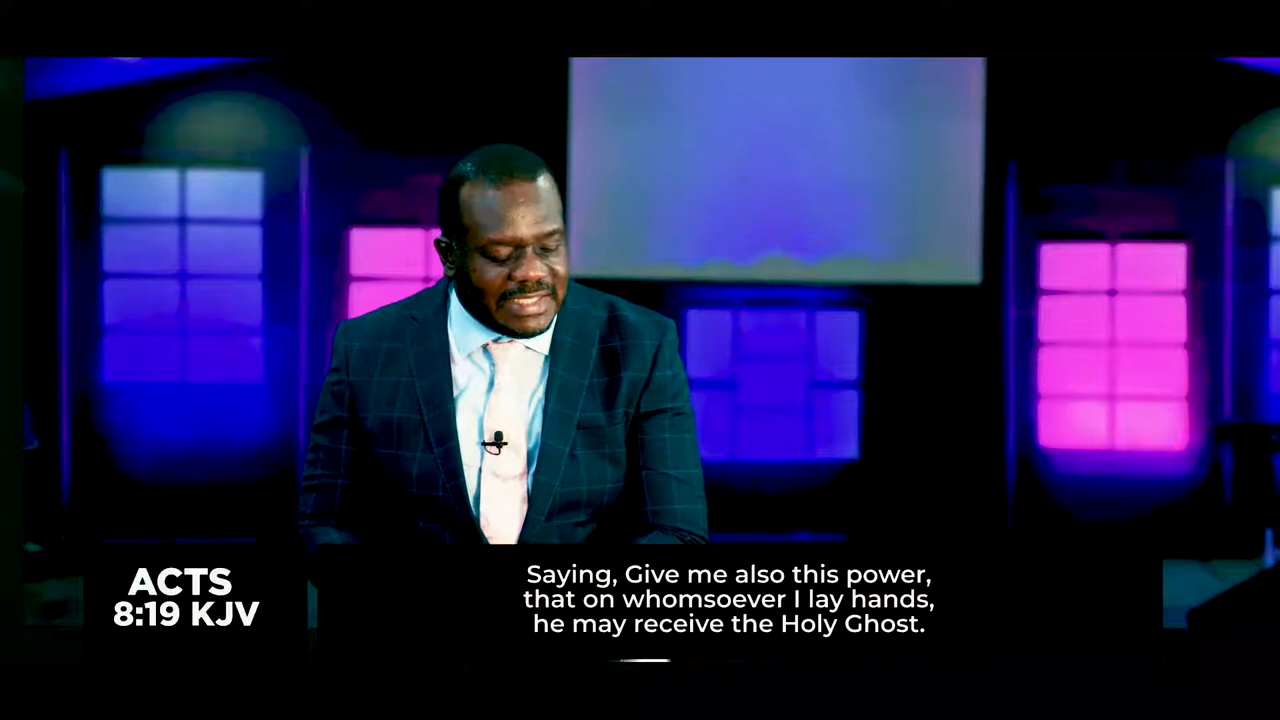 ACTS
8:19 KJV
Saying, Give me also this power,
that on whomsoever I lay hands,
he may receive the Holy Ghost.